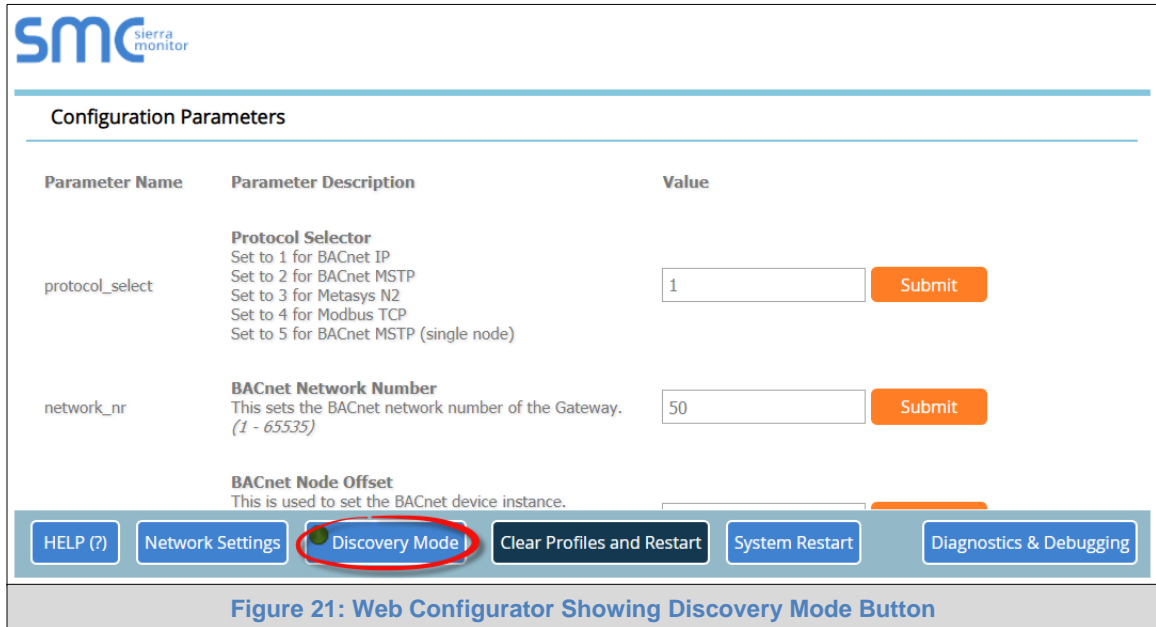 SMC sierra monitor
Configuration Parameters
Parameter Name Parameter Description Value
Protocol Selector
Set to 1 for BACnet IP
Set to 2 for BACnet MSTP
protocol_select 1 Submit
Set to 3 for Metasys N2
Set to 4 for Modbus TCP
Set to 5 for BACnet MSTP (single node)
BACnet Network Number
network_nr This sets the BACnet network number of the Gateway. 50 Submit
(1 - 65535)
BACnet Node Offset
This is used to set the BACnet device instance.
HELP (?) Network Settings Discovery Mode Clear Profiles and Restart System Restart Diagnostics & Debugging
Figure 21: Web Configurator Showing Discovery Mode Button